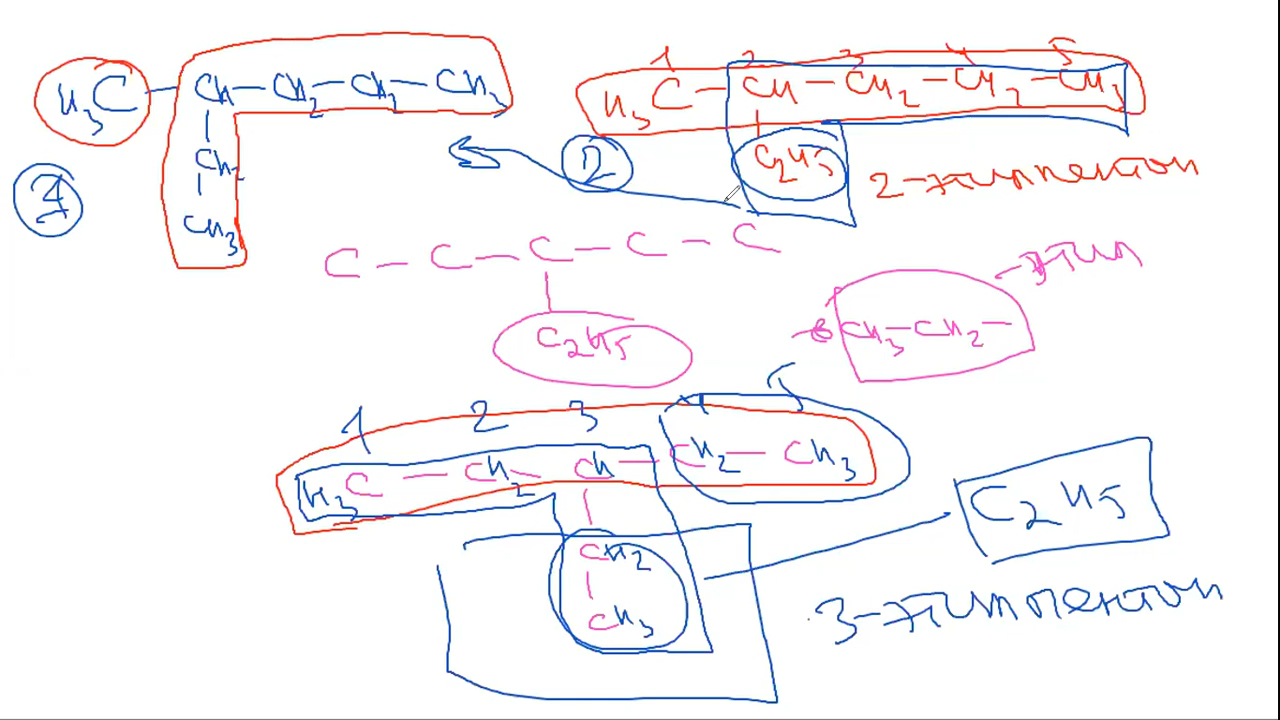 H₃C — CH — CH₂ — CH₂ — CH₃
CH₂
CH₃
1
1 2 3 4 5
H₃C — CH — CH₂ — CH₂ — CH₃
C₂H₅
2
2-этилпентан
C — C — C — C — C
C₂H₅
-этил
CH₃—CH₂—
1 2 3 4 5
H₃C — CH₂ — CH — CH₂ — CH₃
CH₂
CH₃
C₂H₅
3-этилпентан